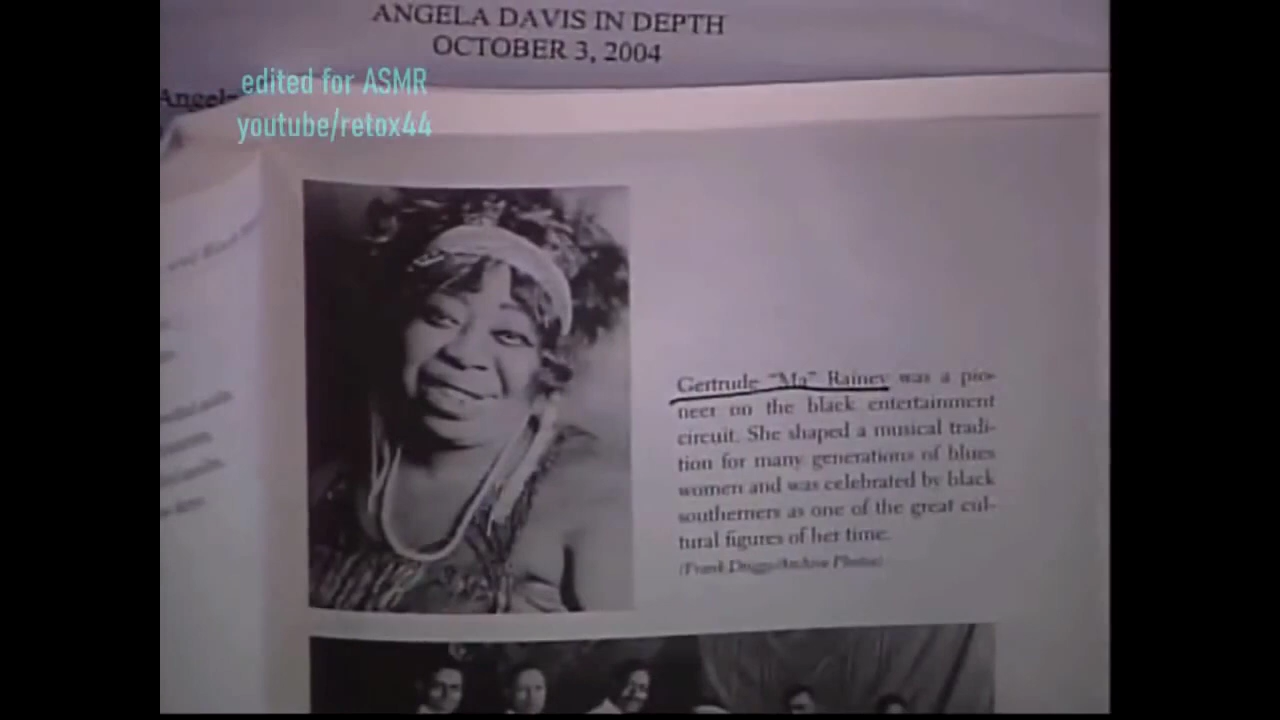 ANGELA DAVIS IN DEPTH
OCTOBER 3, 2004
edited for ASMR
youtube/retox44
Gertrude "Ma" Rainey was a pio-
neer on the black entertainment
circuit. She shaped a musical tradi-
tion for many generations of blues
women and was celebrated by black
southerners as one of the great cul-
tural figures of her time.
(Frank Driggs/Archive Photos)